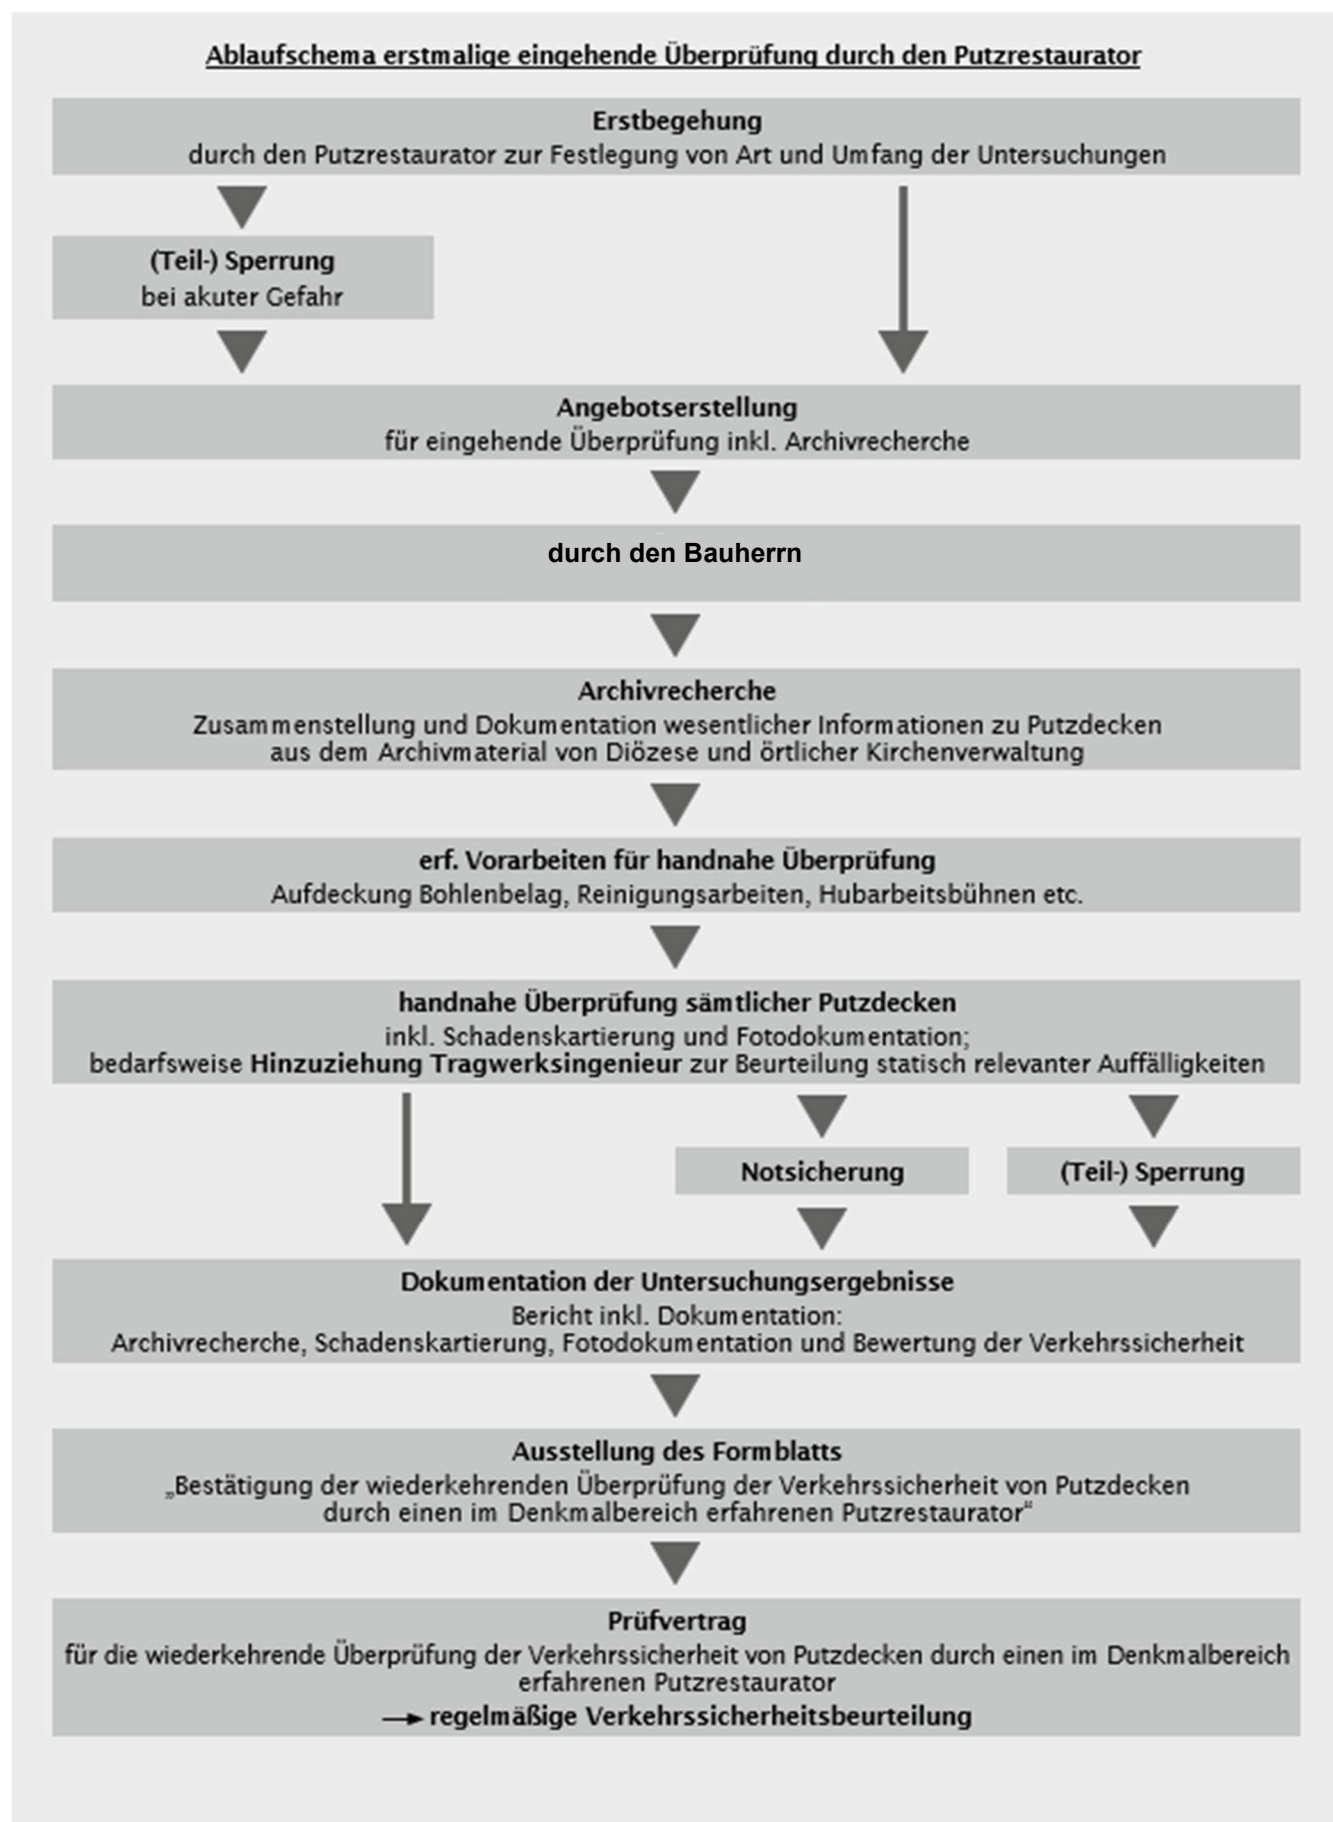 Ablaufschema erstmalige eingehende Überprüfung durch den Putzrestaurator
Erstbegehung
durch den Putzrestaurator zur Festlegung von Art und Umfang der Untersuchungen
(Teil-) Sperrung
bei akuter Gefahr
Angebotserstellung
für eingehende Überprüfung inkl. Archivrecherche
durch den Bauherrn
Archivrecherche
Zusammenstellung und Dokumentation wesentlicher Informationen zu Putzdecken
aus dem Archivmaterial von Diözese und örtlicher Kirchenverwaltung
erf. Vorarbeiten für handnahe Überprüfung
Aufdeckung Bohlenbelag, Reinigungsarbeiten, Hubarbeitsbühnen etc.
handnahe Überprüfung sämtlicher Putzdecken
inkl. Schadenskartierung und Fotodokumentation;
bedarfsweise Hinzuziehung Tragwerksingenieur zur Beurteilung statisch relevanter Auffälligkeiten
Notsicherung
(Teil-) Sperrung
Dokumentation der Untersuchungsergebnisse
Bericht inkl. Dokumentation:
Archivrecherche, Schadenskartierung, Fotodokumentation und Bewertung der Verkehrssicherheit
Ausstellung des Formblatts
„Bestätigung der wiederkehrenden Überprüfung der Verkehrssicherheit von Putzdecken
durch einen im Denkmalbereich erfahrenen Putzrestaurator“
Prüfvertrag
für die wiederkehrende Überprüfung der Verkehrssicherheit von Putzdecken durch einen im Denkmalbereich
erfahrenen Putzrestaurator
→ regelmäßige Verkehrssicherheitsbeurteilung